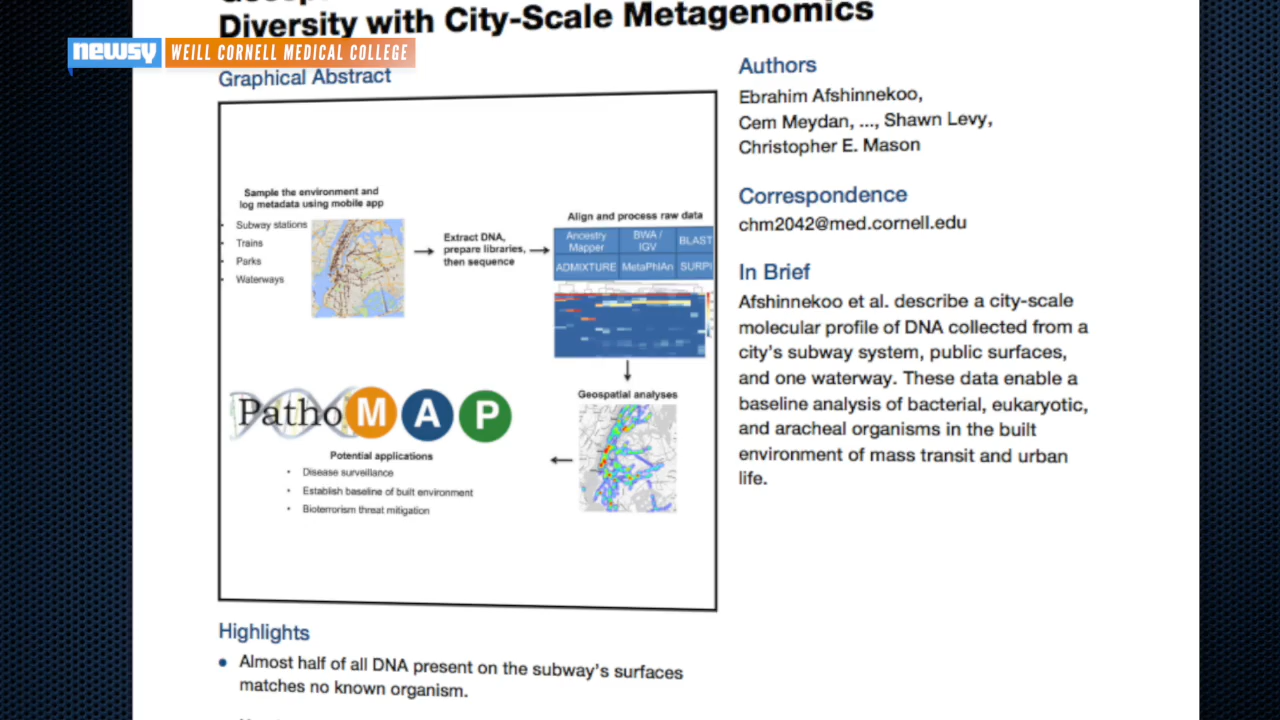 Diversity with City-Scale Metagenomics
newsy
WEILL CORNELL MEDICAL COLLEGE
Graphical Abstract
Sample the environment and
log metadata using mobile app
Subway stations
Trains
Parks
Waterways
Extract DNA,
prepare libraries,
then sequence
Align and process raw data
Ancestry
Mapper
BWA /
IGV
BLAST
ADMIXTURE
MetaPhlAn
SURPI
Geospatial analyses
PathoMAP
Potential applications
• Disease surveillance
• Establish baseline of built environment
• Bioterrorism threat mitigation
Highlights
• Almost half of all DNA present on the subway's surfaces
matches no known organism.
Authors
Ebrahim Afshinnekoo,
Cem Meydan, ..., Shawn Levy,
Christopher E. Mason
Correspondence
chm2042@med.cornell.edu
In Brief
Afshinnekoo et al. describe a city-scale
molecular profile of DNA collected from a
city's subway system, public surfaces,
and one waterway. These data enable a
baseline analysis of bacterial, eukaryotic,
and aracheal organisms in the built
environment of mass transit and urban
life.